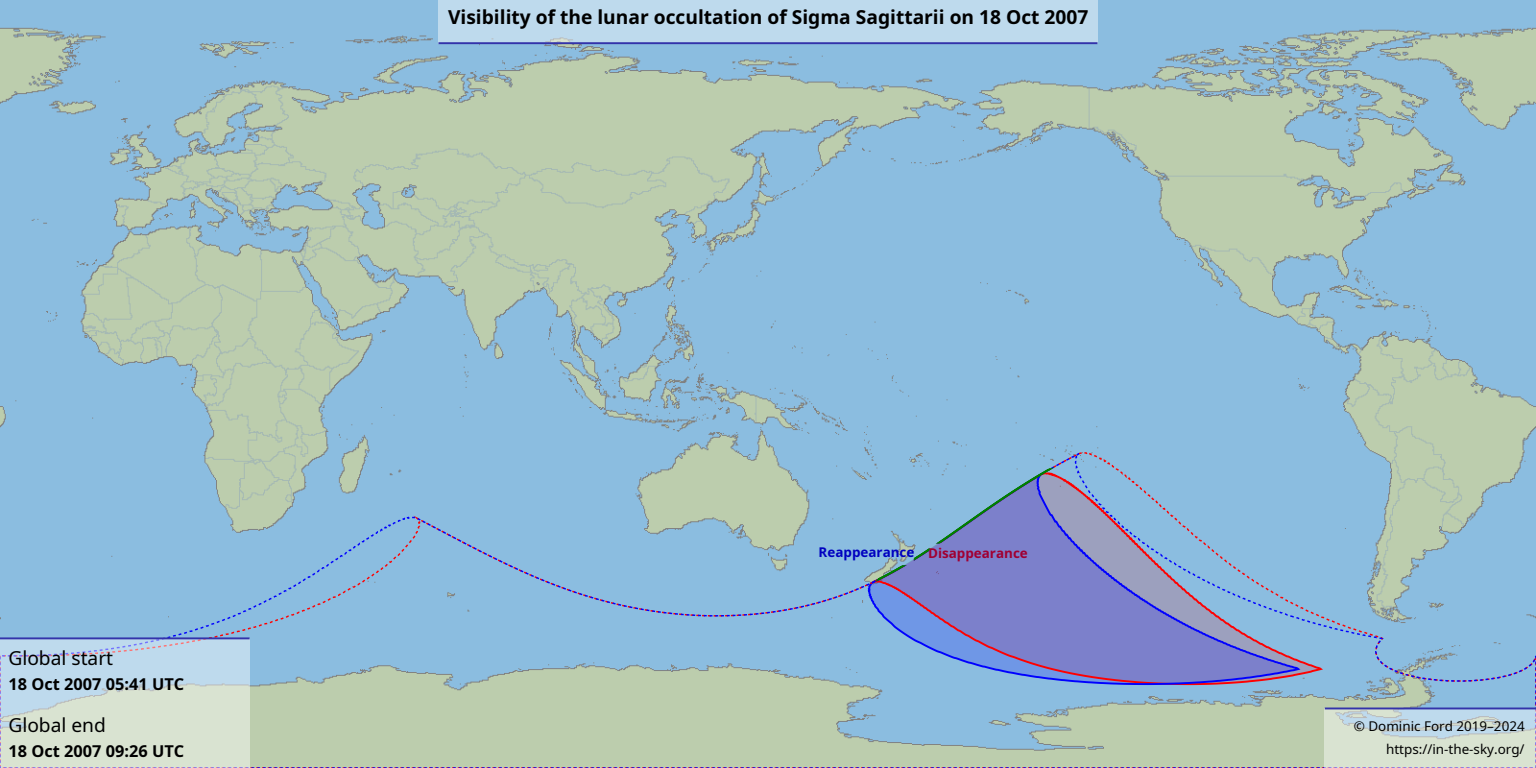 Visibility of the lunar occultation of Sigma Sagittarii on 18 Oct 2007
Reappearance
Disappearance
Global start
18 Oct 2007 05:41 UTC
Global end
18 Oct 2007 09:26 UTC
© Dominic Ford 2019–2024
https://in-the-sky.org/